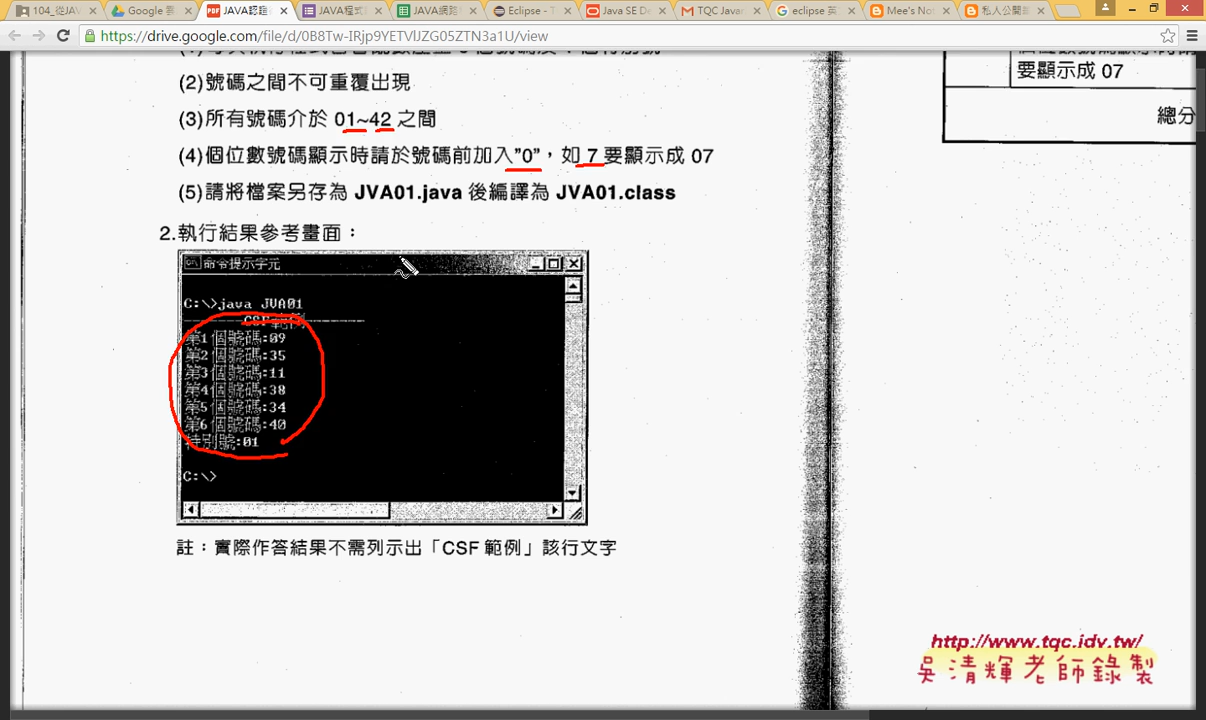 104_從JAV
Google 雲
JAVA認證
JAVA程式
JAVA網路
Eclipse - T
Java SE De
TQC Java
eclipse 英
Mee's No
私人公開
https://drive.google.com/file/d/0B8Tw-IRjp9YETVlJZG05ZTN3a1U/view
(2)號碼之間不可重覆出現
(3)所有號碼介於 01~42 之間
(4)個位數號碼顯示時請於號碼前加入"0"，如 7 要顯示成 07
(5)請將檔案另存為 JVA01.java 後編譯為 JVA01.class
2.執行結果參考畫面：
命令提示字元
C:\>java JVA01
CSF 範例
第1個號碼:09
第2個號碼:35
第3個號碼:11
第4個號碼:38
第5個號碼:34
第6個號碼:40
特別號:01
C:\>
註：實際作答結果不需列示出「CSF 範例」該行文字
要顯示成 07
總分
http://www.tqc.idv.tw/
吳清輝老師錄製